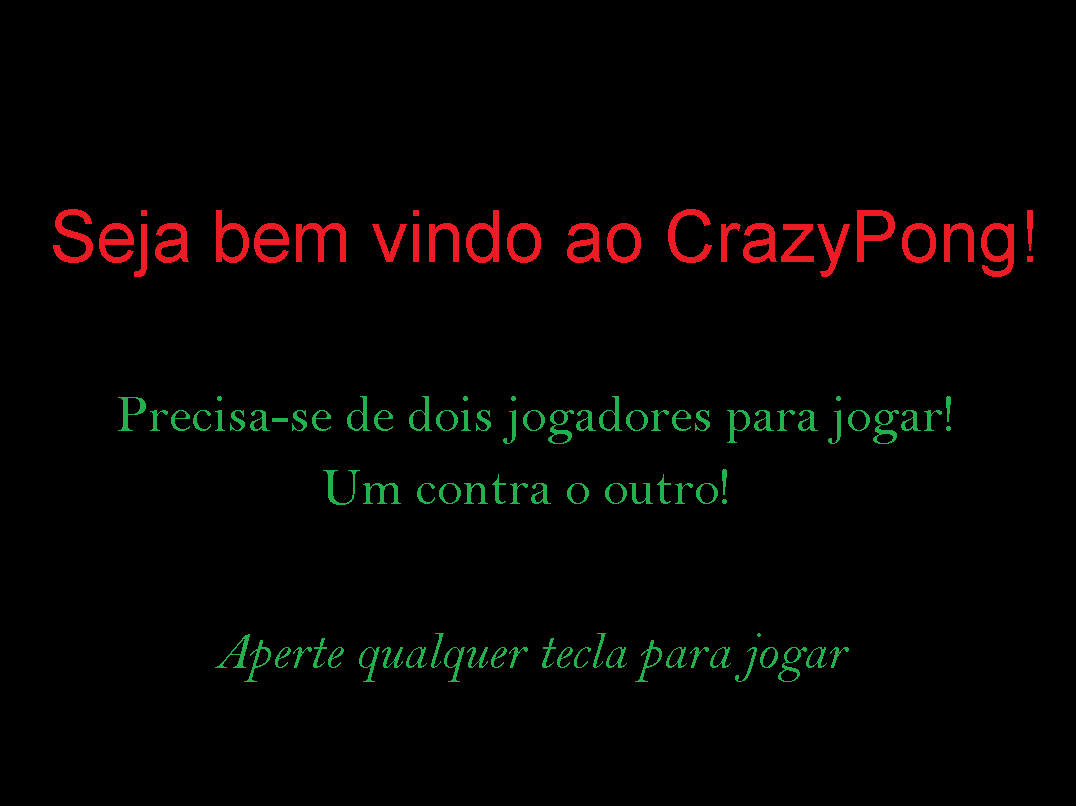 Seja bem vindo ao CrazyPong!
Precisa-se de dois jogadores para jogar!
Um contra o outro!
Aperte qualquer tecla para jogar